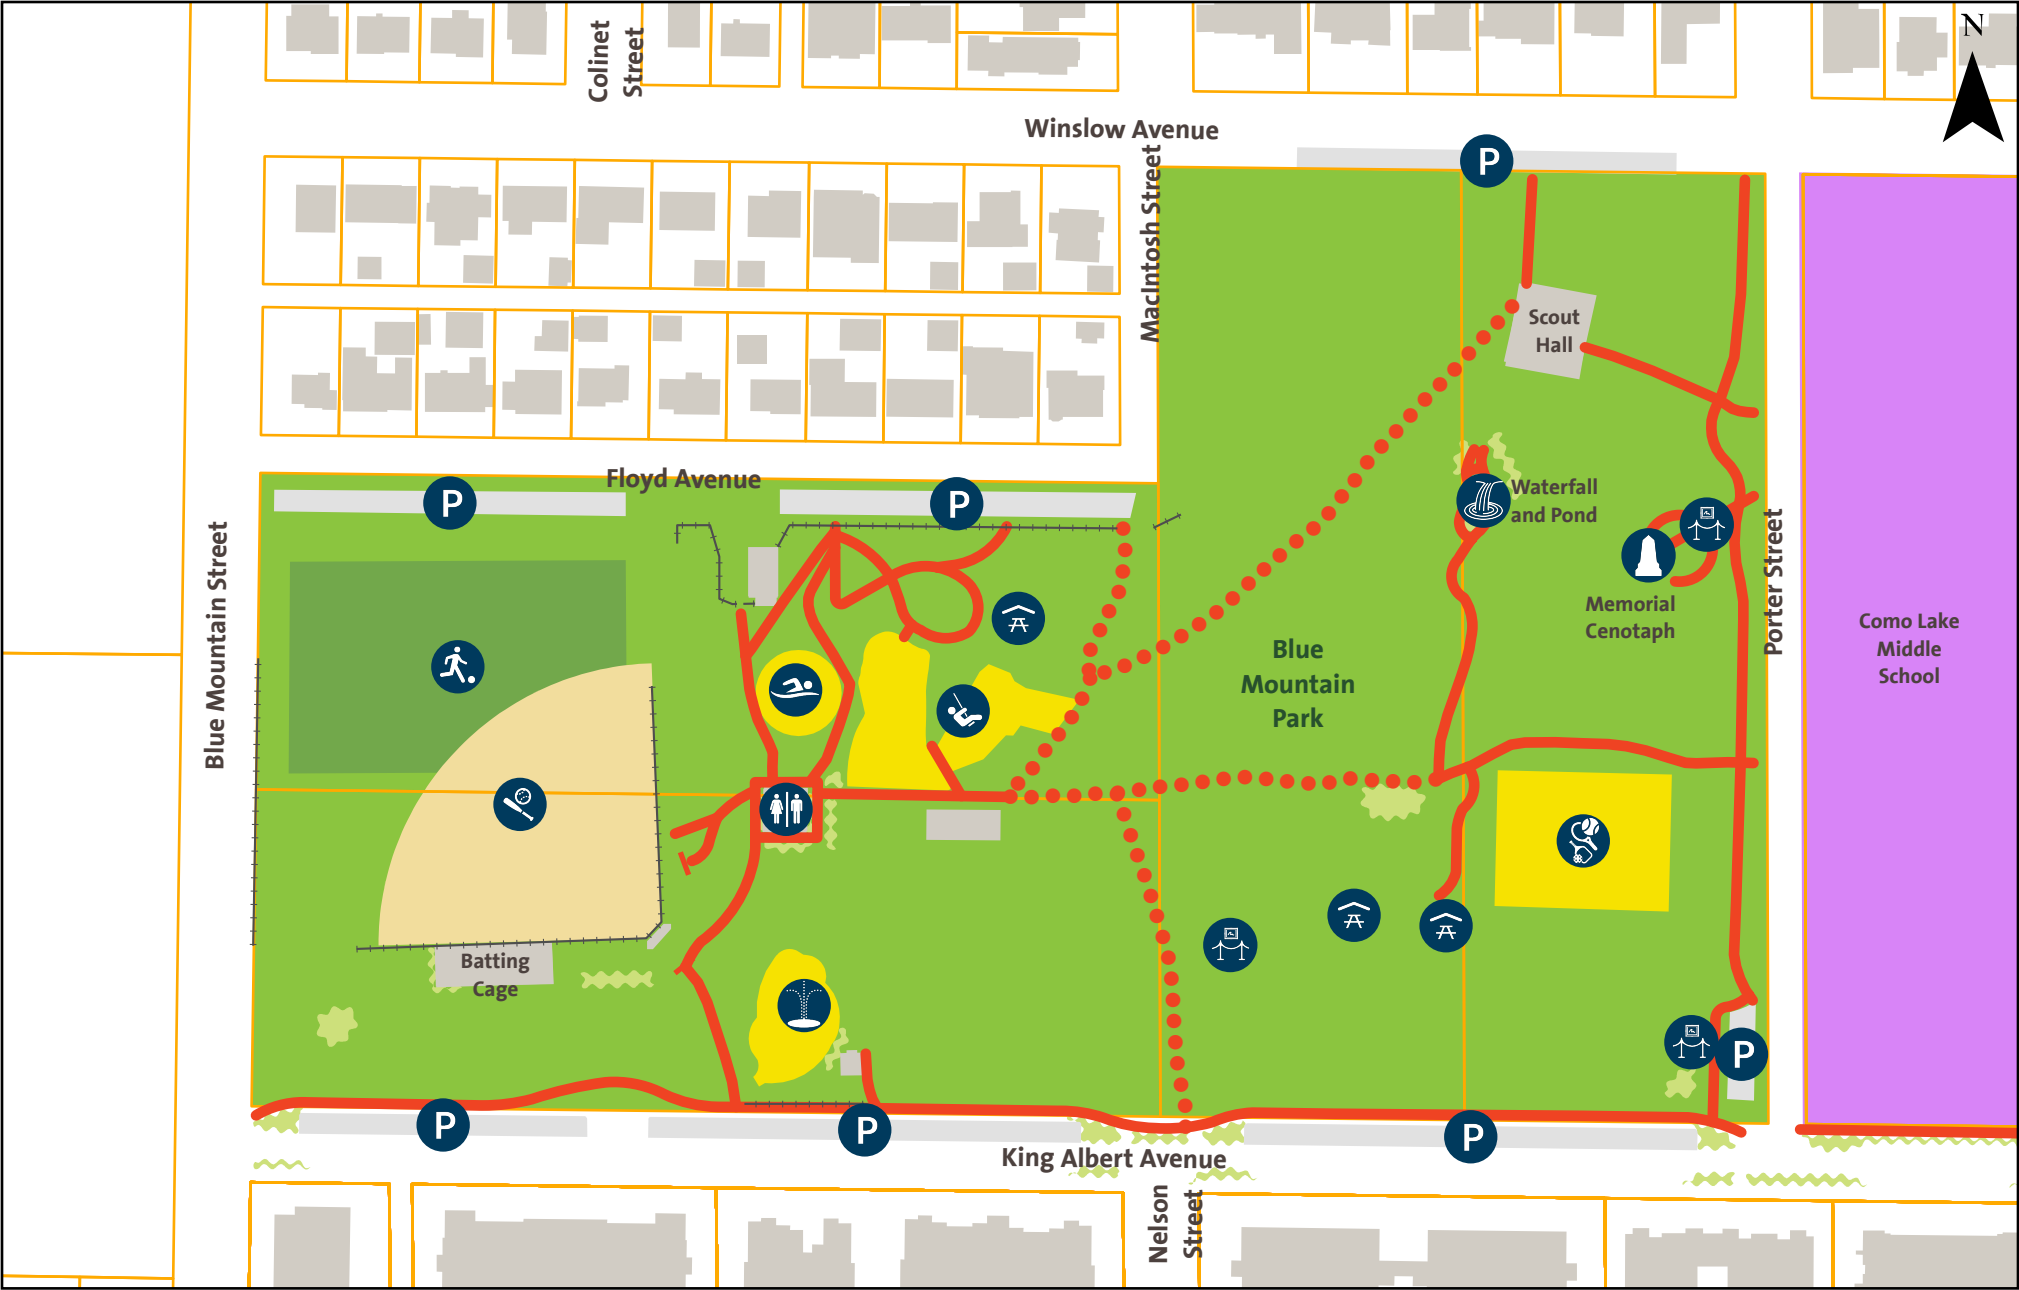 Colinet
Street
N
Winslow Avenue
P
MacIntosh Street
Scout
Hall
Floyd Avenue
P
P
Waterfall
and Pond
Blue Mountain Street
Porter Street
Memorial
Cenotaph
Como Lake
Middle
School
Blue
Mountain
Park
Batting
Cage
P
P
P
P
King Albert Avenue
Nelson
Street